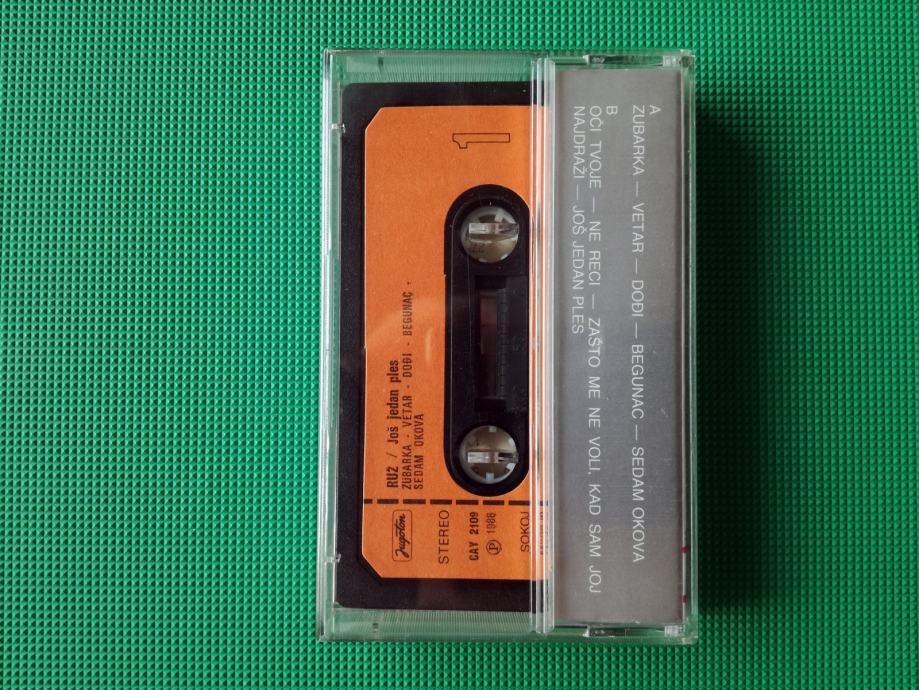 1
RUŽ / Još jedan ples
ZUBARKA - VETAR - DOĐI - BEGUNAC -
SEDAM OKOVA
Jugoton
STEREO
CAY 2109
Ⓟ 1988
SOKOJ
A
ZUBARKA — VETAR — DOĐI — BEGUNAC — SEDAM OKOVA
B
OČI TVOJE — NE RECI — ZAŠTO ME NE VOLI, KAD SAM JOJ
NAJDRAŽI — JOŠ JEDAN PLES